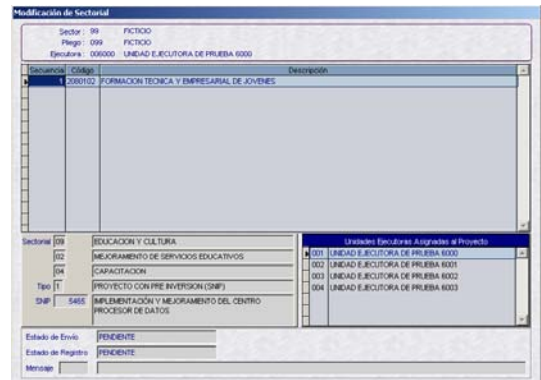 Modificación de Sectorial
Sector : 99 FICTICIO
Pliego : 099 FICTICIO
Ejecutora : 006000 UNIDAD EJECUTORA DE PRUEBA 6000
Secuencia Código Descripción
1 2080102 FORMACION TECNICA Y EMPRESARIAL DE JOVENES
Sectorial 09 EDUCACION Y CULTURA
02 MEJORAMIENTO DE SERVICIOS EDUCATIVOS
04 CAPACITACION
Tipo 1 PROYECTO CON PRE INVERSION (SNIP)
SNIP 5455 IMPLEMENTACIÓN Y MEJORAMIENTO DEL CENTRO
PROCESOR DE DATOS
Unidades Ejecutoras Asignadas al Proyecto
001 UNIDAD EJECUTORA DE PRUEBA 6000
002 UNIDAD EJECUTORA DE PRUEBA 6001
003 UNIDAD EJECUTORA DE PRUEBA 6002
004 UNIDAD EJECUTORA DE PRUEBA 6003
Estado de Envio PENDIENTE
Estado de Registro PENDIENTE
Mensaje